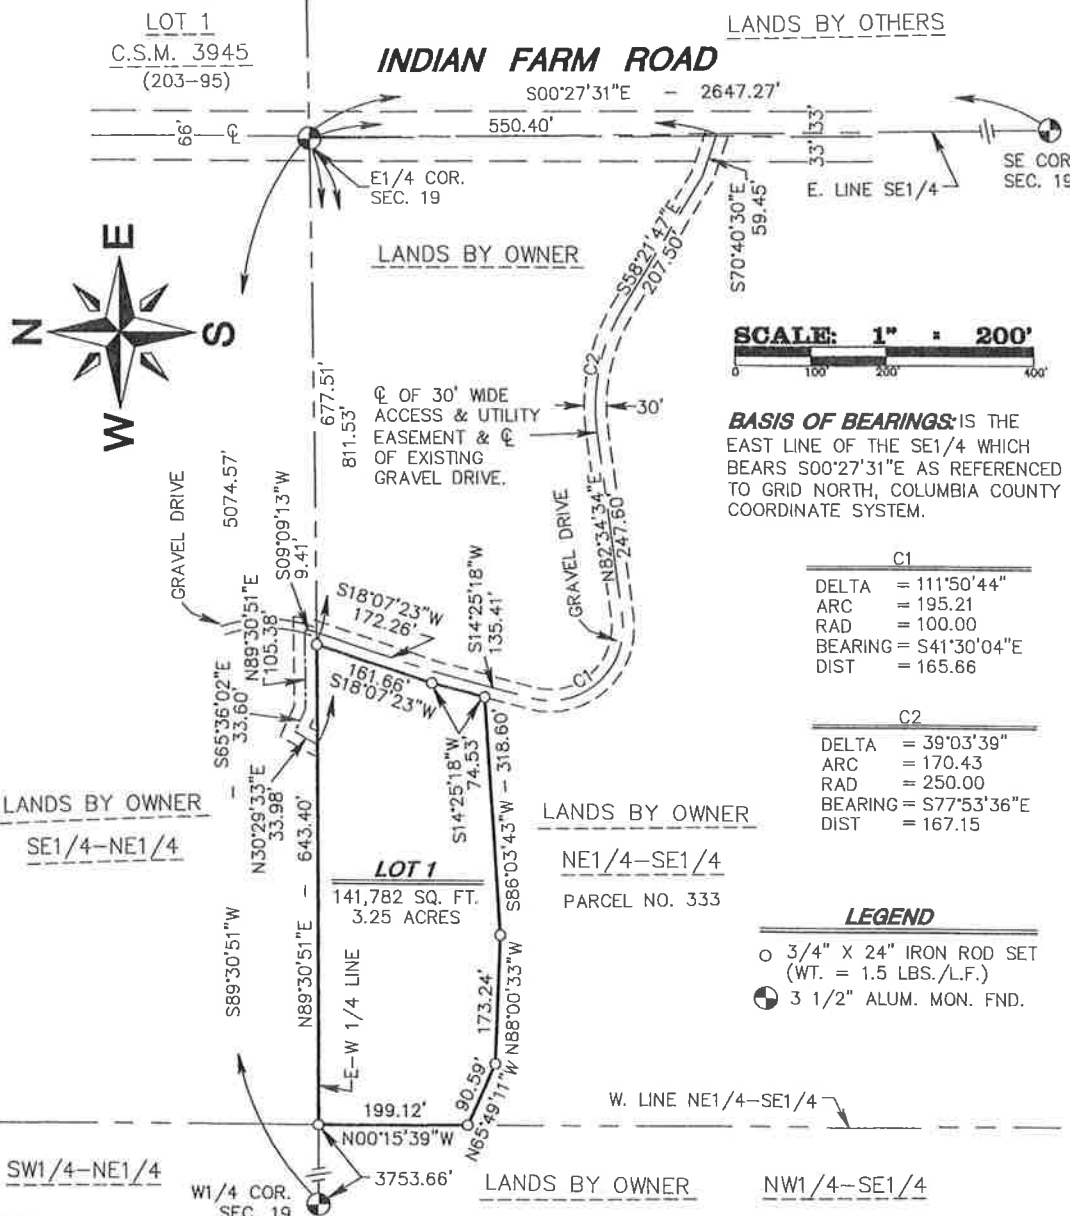 LOT 1
C.S.M. 3945
(203-95)
LANDS BY OTHERS
INDIAN FARM ROAD
S00°27'31"E - 2647.27'
66' ℄
550.40'
33'
33'
E1/4 COR.
SEC. 19
SE COR
SEC. 19
E. LINE SE1/4
S70°40'30"E
59.45'
LANDS BY OWNER
S58°21'47"E
207.50'
N
E
S
W
SCALE: 1" = 200'
0 100' 200' 400'
677.51'
811.53'
C2
℄ OF 30' WIDE
ACCESS & UTILITY
EASEMENT & ℄
OF EXISTING
GRAVEL DRIVE.
30'
BASIS OF BEARINGS: IS THE
EAST LINE OF THE SE1/4 WHICH
BEARS S00°27'31"E AS REFERENCED
TO GRID NORTH, COLUMBIA COUNTY
COORDINATE SYSTEM.
GRAVEL DRIVE
5074.57'
S09°09'13"W
9.41'
N82°34'34"E
247.60'
GRAVEL DRIVE
N89°30'51"E
105.38'
S18°07'23"W
172.26'
S14°25'18"W
135.41'
C1
DELTA = 111°50'44"
ARC = 195.21
RAD = 100.00
BEARING = S41°30'04"E
DIST = 165.66
161.66'
S18°07'23"W
C1
S65°36'02"E
33.60'
C2
DELTA = 39°03'39"
ARC = 170.43
RAD = 250.00
BEARING = S77°53'36"E
DIST = 167.15
N30°29'33"E
33.98'
S14°25'18"W
74.53'
S86°03'43"W - 318.60'
LANDS BY OWNER
SE1/4-NE1/4
LANDS BY OWNER
NE1/4-SE1/4
PARCEL NO. 333
LOT 1
141,782 SQ. FT.
3.25 ACRES
S89°30'51"W -
N89°30'51"E - 643.40'
E-W 1/4 LINE
LEGEND
3/4" X 24" IRON ROD SET
(WT. = 1.5 LBS./L.F.)
3 1/2" ALUM. MON. FND.
173.24'
N88°00'33"W
90.59'
N65°49'11"W
199.12'
N00°15'39"W
W. LINE NE1/4-SE1/4
SW1/4-NE1/4
W1/4 COR.
SEC. 19
3753.66'
LANDS BY OWNER
NW1/4-SE1/4